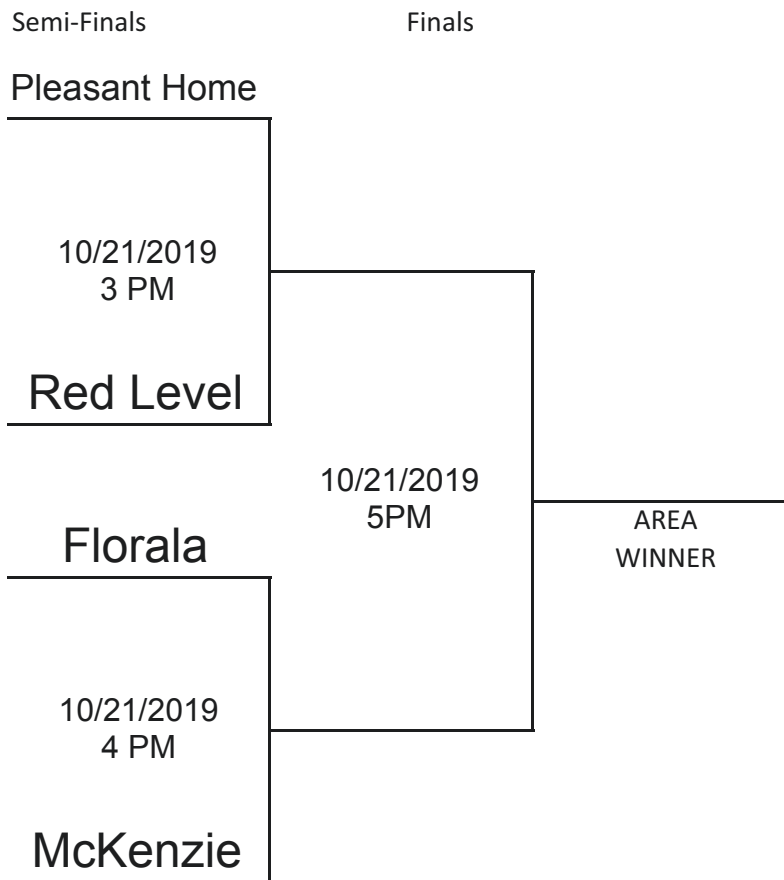 Semi-Finals
Finals
Pleasant Home
10/21/2019
3 PM
Red Level
10/21/2019
5PM
AREA
WINNER
Florala
10/21/2019
4 PM
McKenzie